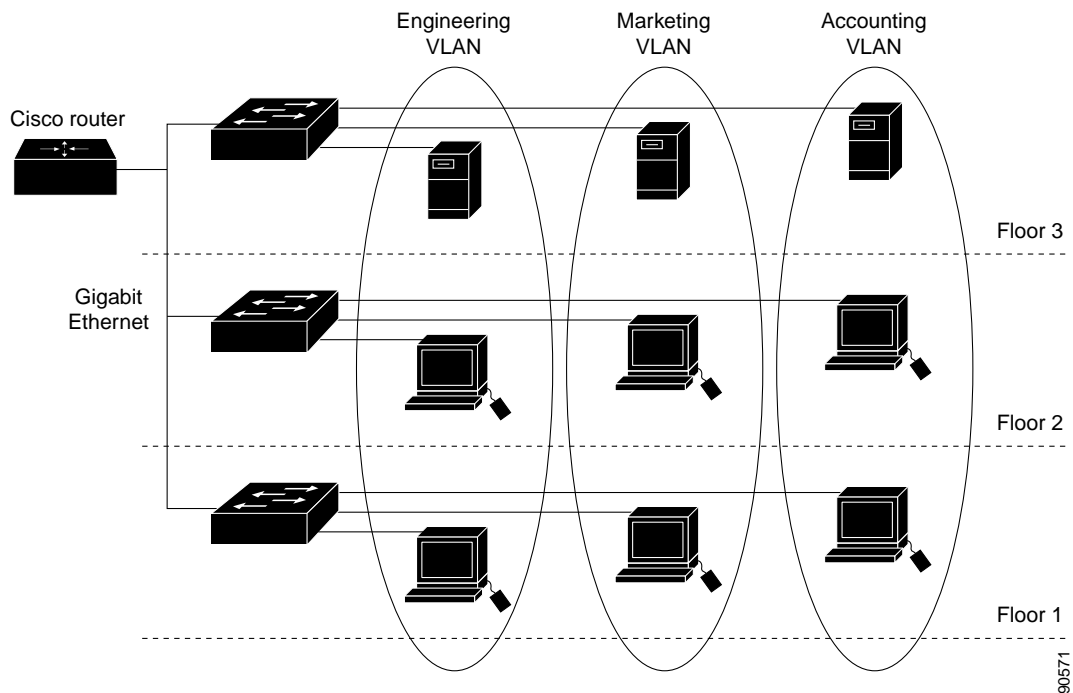 Engineering
VLAN
Marketing
VLAN
Accounting
VLAN
Cisco router
Floor 3
Gigabit
Ethernet
Floor 2
Floor 1
90571